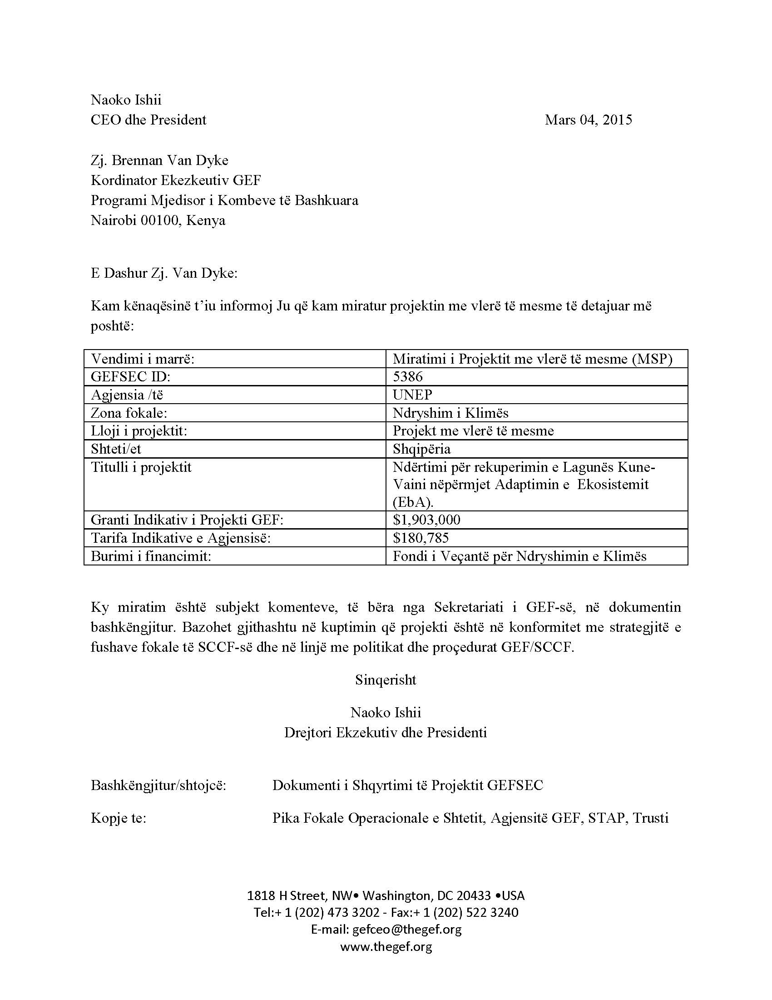 Naoko Ishii
CEO dhe President Mars 04, 2015
Zj. Brennan Van Dyke
Kordinator Ekezkeutiv GEF
Programi Mjedisor i Kombeve të Bashkuara
Nairobi 00100, Kenya
E Dashur Zj. Van Dyke:
Kam kënaqësinë t’iu informoj Ju që kam miratur projektin me vlerë të mesme të detajuar më
poshtë:
Vendimi i marrë: Miratimi i Projektit me vlerë të mesme (MSP)
GEFSEC ID: 5386
Agjensia /të UNEP
Zona fokale: Ndryshim i Klimës
Lloji i projektit: Projekt me vlerë të mesme
Shteti/et Shqipëria
Titulli i projektit Ndërtimi për rekuperimin e Lagunës Kune-
Vaini nëpërmjet Adaptimin e Ekosistemit
(EbA).
Granti Indikativ i Projekti GEF: $1,903,000
Tarifa Indikative e Agjensisë: $180,785
Burimi i financimit: Fondi i Veçantë për Ndryshimin e Klimës
Ky miratim është subjekt komenteve, të bëra nga Sekretariati i GEF-së, në dokumentin
bashkëngjitur. Bazohet gjithashtu në kuptimin që projekti është në konformitet me strategjitë e
fushave fokale të SCCF-së dhe në linjë me politikat dhe proçedurat GEF/SCCF.
Sinqerisht
Naoko Ishii
Drejtori Ekzekutiv dhe Presidenti
Bashkëngjitur/shtojcë: Dokumenti i Shqyrtimi të Projektit GEFSEC
Kopje te: Pika Fokale Operacionale e Shtetit, Agjensitë GEF, STAP, Trusti
1818 H Street, NW• Washington, DC 20433 •USA
Tel:+ 1 (202) 473 3202 - Fax:+ 1 (202) 522 3240
E-mail: gefceo@thegef.org
www.thegef.org